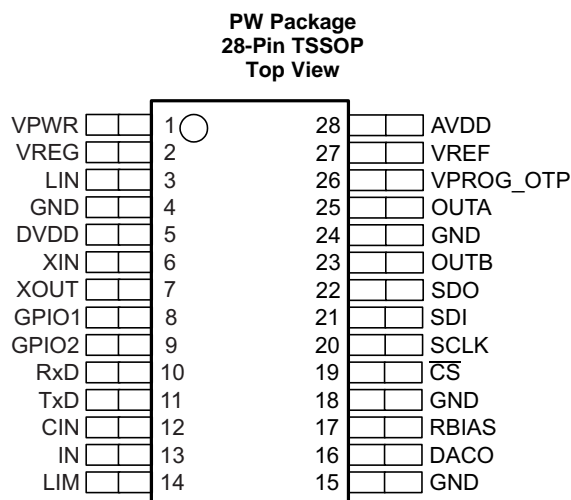 PW Package
28-Pin TSSOP
Top View
VPWR 1 28 AVDD
VREG 2 27 VREF
LIN 3 26 VPROG_OTP
GND 4 25 OUTA
DVDD 5 24 GND
XIN 6 23 OUTB
XOUT 7 22 SDO
GPIO1 8 21 SDI
GPIO2 9 20 SCLK
RxD 10 19 CS
TxD 11 18 GND
CIN 12 17 RBIAS
IN 13 16 DACO
LIM 14 15 GND